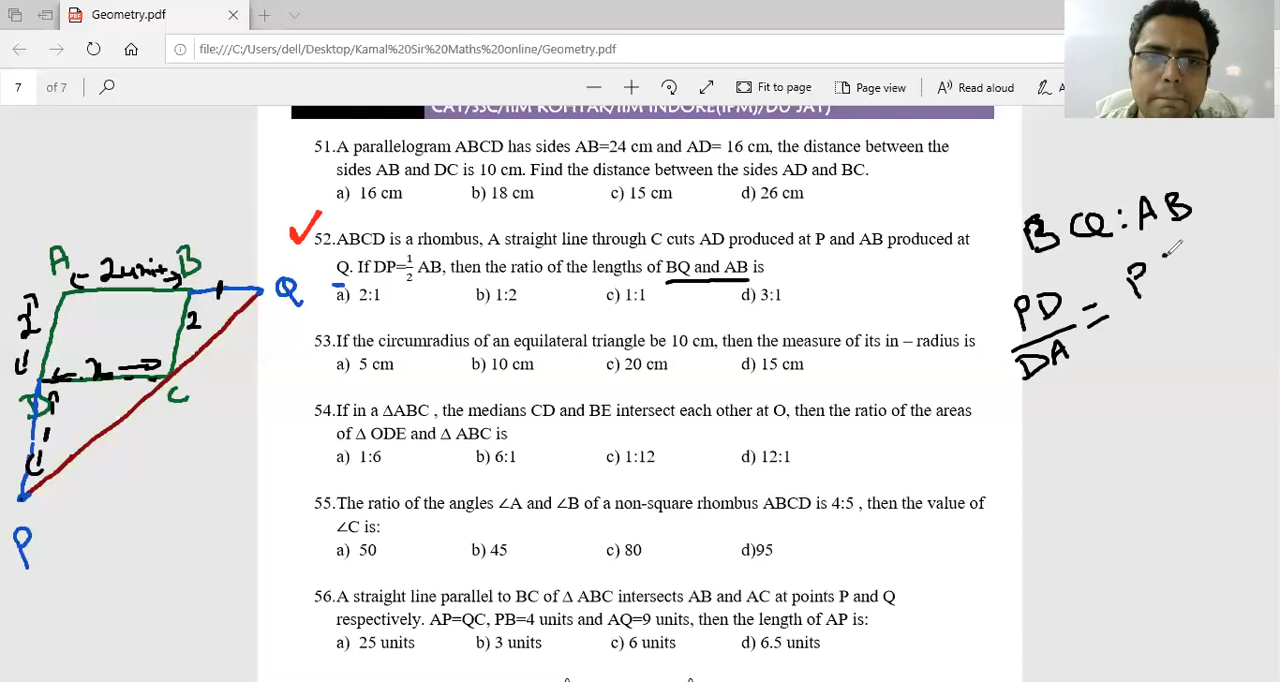 Geometry.pdf
file:///C:/Users/dell/Desktop/Kamal%20Sir%20Maths%20online/Geometry.pdf
7 of 7
Fit to page
Page view
Read aloud
CAT/SSC/IIM ROHTAK/IIM INDORE(IPM)/DU JAT)
51.A parallelogram ABCD has sides AB=24 cm and AD= 16 cm, the distance between the
sides AB and DC is 10 cm. Find the distance between the sides AD and BC.
a) 16 cm b) 18 cm c) 15 cm d) 26 cm
52.ABCD is a rhombus, A straight line through C cuts AD produced at P and AB produced at
Q. If DP=1/2 AB, then the ratio of the lengths of BQ and AB is
a) 2:1 b) 1:2 c) 1:1 d) 3:1
53.If the circumradius of an equilateral triangle be 10 cm, then the measure of its in – radius is
a) 5 cm b) 10 cm c) 20 cm d) 15 cm
54.If in a ΔABC , the medians CD and BE intersect each other at O, then the ratio of the areas
of Δ ODE and Δ ABC is
a) 1:6 b) 6:1 c) 1:12 d) 12:1
55.The ratio of the angles ∠A and ∠B of a non-square rhombus ABCD is 4:5 , then the value of
∠C is:
a) 50 b) 45 c) 80 d)95
56.A straight line parallel to BC of Δ ABC intersects AB and AC at points P and Q
respectively. AP=QC, PB=4 units and AQ=9 units, then the length of AP is:
a) 25 units b) 3 units c) 6 units d) 6.5 units
A 2unit B
Q
2 2
2
D C
1
P
BQ:AB
PD/DA = P